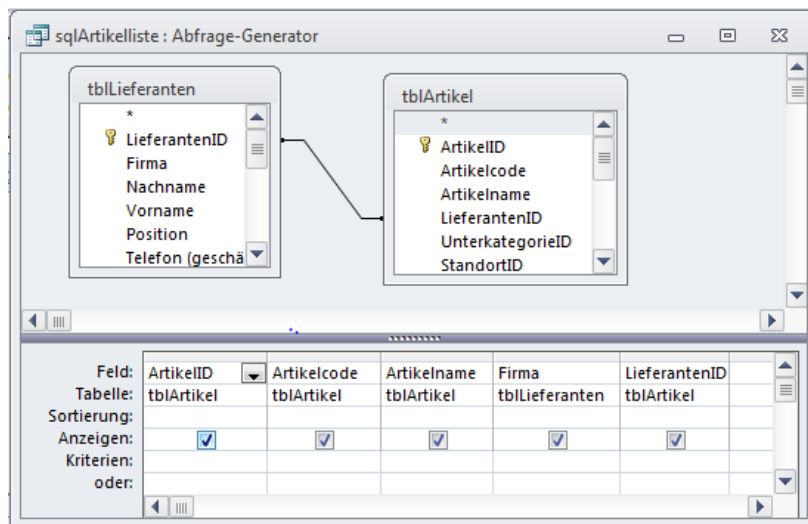 sqlArtikelliste : Abfrage-Generator
tblLieferanten
*
LieferantenID
Firma
Nachname
Vorname
Position
Telefon (geschä
tblArtikel
*
ArtikelID
Artikelcode
Artikelname
LieferantenID
UnterkategorieID
StandortID
Feld: ArtikelID Artikelcode Artikelname Firma LieferantenID
Tabelle: tblArtikel tblArtikel tblArtikel tblLieferanten tblArtikel
Sortierung:
Anzeigen:
Kriterien:
oder: